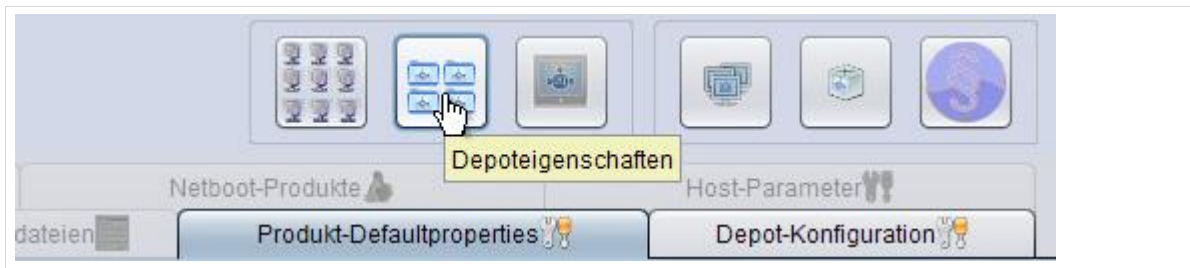 Depoteigenschaften
Netboot-Produkte Host-Parameter
dateien Produkt-Defaultproperties Depot-Konfiguration